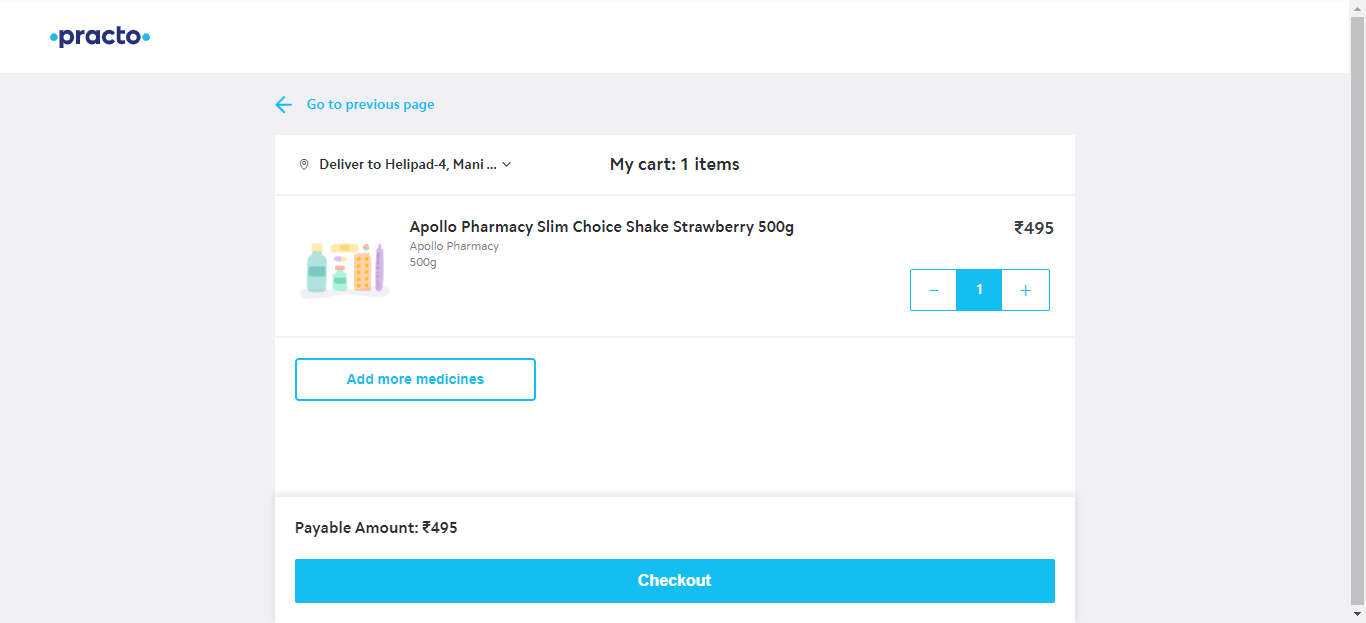 practo
Go to previous page
Deliver to Helipad-4, Mani ...
My cart: 1 items
Apollo Pharmacy Slim Choice Shake Strawberry 500g
₹495
Apollo Pharmacy
500g
− 1 +
Add more medicines
Payable Amount: ₹495
Checkout